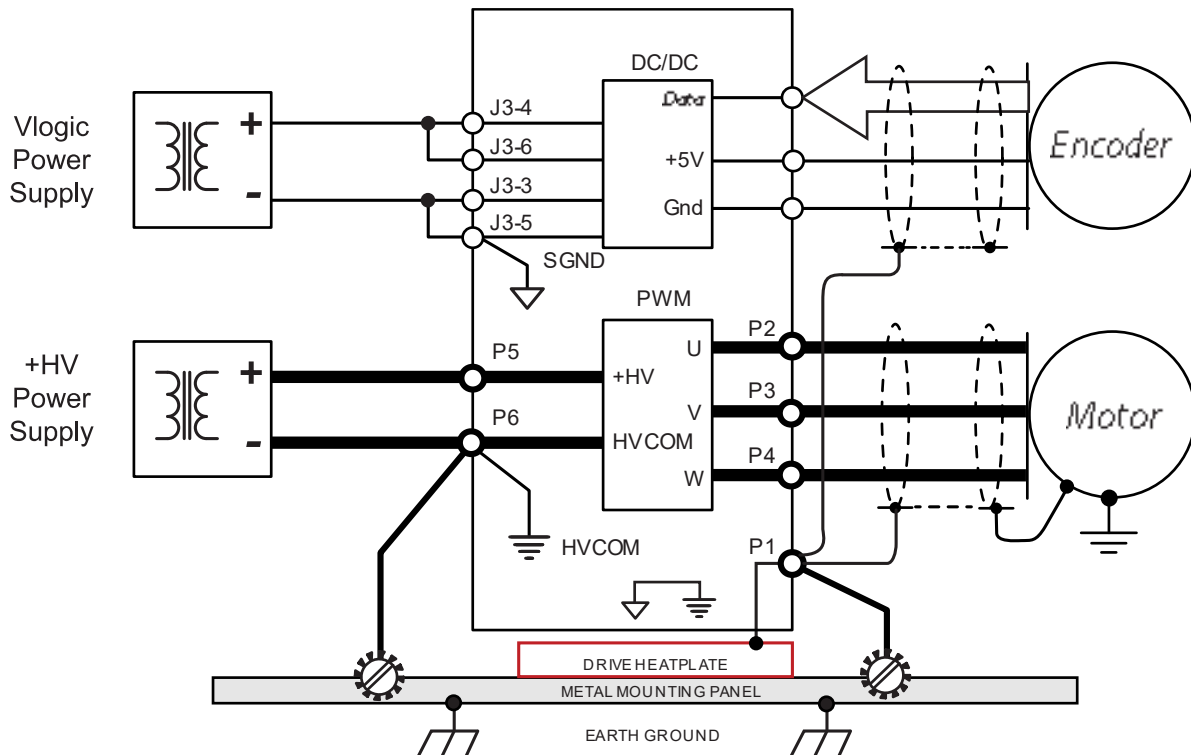 DC/DC
Vlogic
Power
Supply
+
-
J3-4
J3-6
J3-3
J3-5
SGND
Data
+5V
Gnd
Encoder
PWM
+HV
Power
Supply
+
-
P5
P6
+HV
HVCOM
U
V
W
P2
P3
P4
Motor
HVCOM
P1
DRIVE HEATPLATE
METAL MOUNTING PANEL
EARTH GROUND